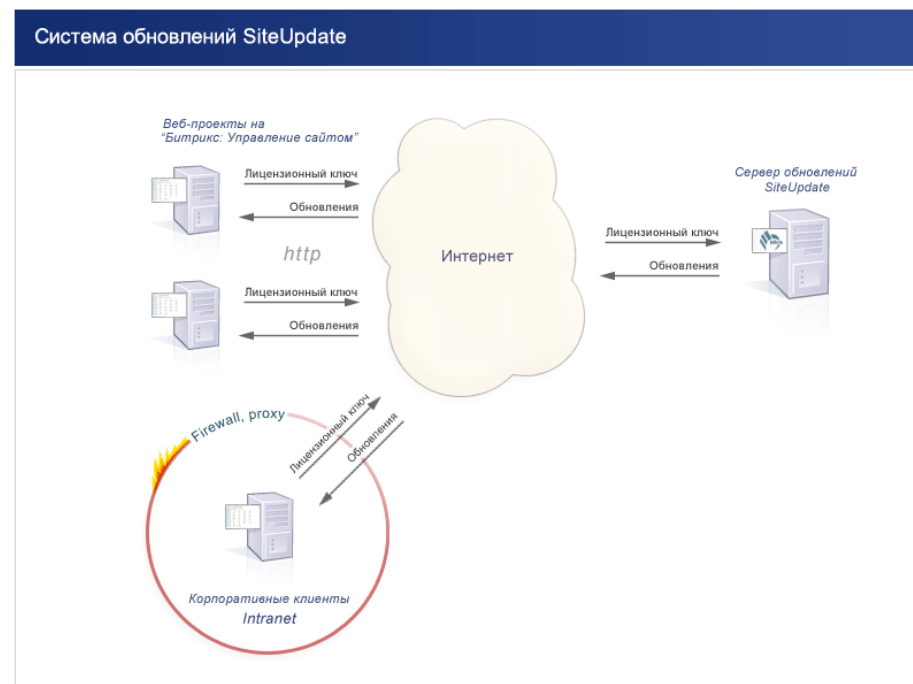 Система обновлений SiteUpdate
Веб-проекты на
"Битрикс: Управление сайтом"
Лицензионный ключ
Обновления
http
Лицензионный ключ
Обновления
Интернет
Сервер обновлений
SiteUpdate
Лицензионный ключ
Обновления
Firewall, proxy
Лицензионный ключ
Обновления
Корпоративные клиенты
Intranet